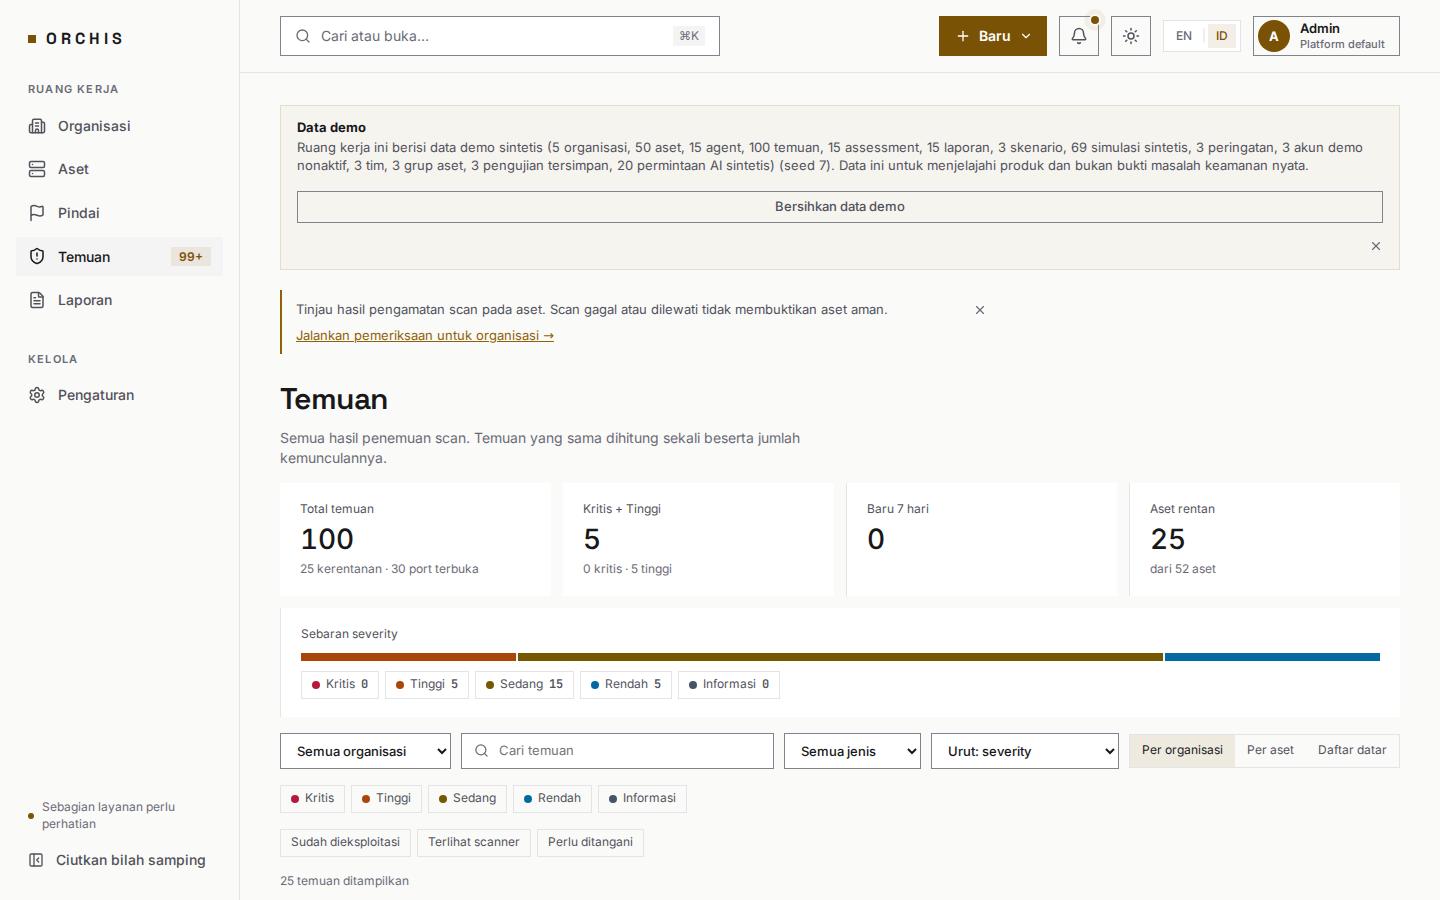 ORCHIS
Cari atau buka...
⌘K
Baru
EN
ID
A
Admin
Platform default
RUANG KERJA
Organisasi
Aset
Pindai
Temuan
99+
Laporan
KELOLA
Pengaturan
Sebagian layanan perlu
perhatian
Ciutkan bilah samping
Data demo
Ruang kerja ini berisi data demo sintetis (5 organisasi, 50 aset, 15 agent, 100 temuan, 15 assessment, 15 laporan, 3 skenario, 69 simulasi sintetis, 3 peringatan, 3 akun demo
nonaktif, 3 tim, 3 grup aset, 3 pengujian tersimpan, 20 permintaan AI sintetis) (seed 7). Data ini untuk menjelajahi produk dan bukan bukti masalah keamanan nyata.
Bersihkan data demo
Tinjau hasil pengamatan scan pada aset. Scan gagal atau dilewati tidak membuktikan aset aman.
Jalankan pemeriksaan untuk organisasi →
Temuan
Semua hasil penemuan scan. Temuan yang sama dihitung sekali beserta jumlah
kemunculannya.
Total temuan
100
25 kerentanan · 30 port terbuka
Kritis + Tinggi
5
0 kritis · 5 tinggi
Baru 7 hari
0
Aset rentan
25
dari 52 aset
Sebaran severity
Kritis 0
Tinggi 5
Sedang 15
Rendah 5
Informasi 0
Semua organisasi
Cari temuan
Semua jenis
Urut: severity
Per organisasi
Per aset
Daftar datar
Kritis
Tinggi
Sedang
Rendah
Informasi
Sudah dieksploitasi
Terlihat scanner
Perlu ditangani
25 temuan ditampilkan